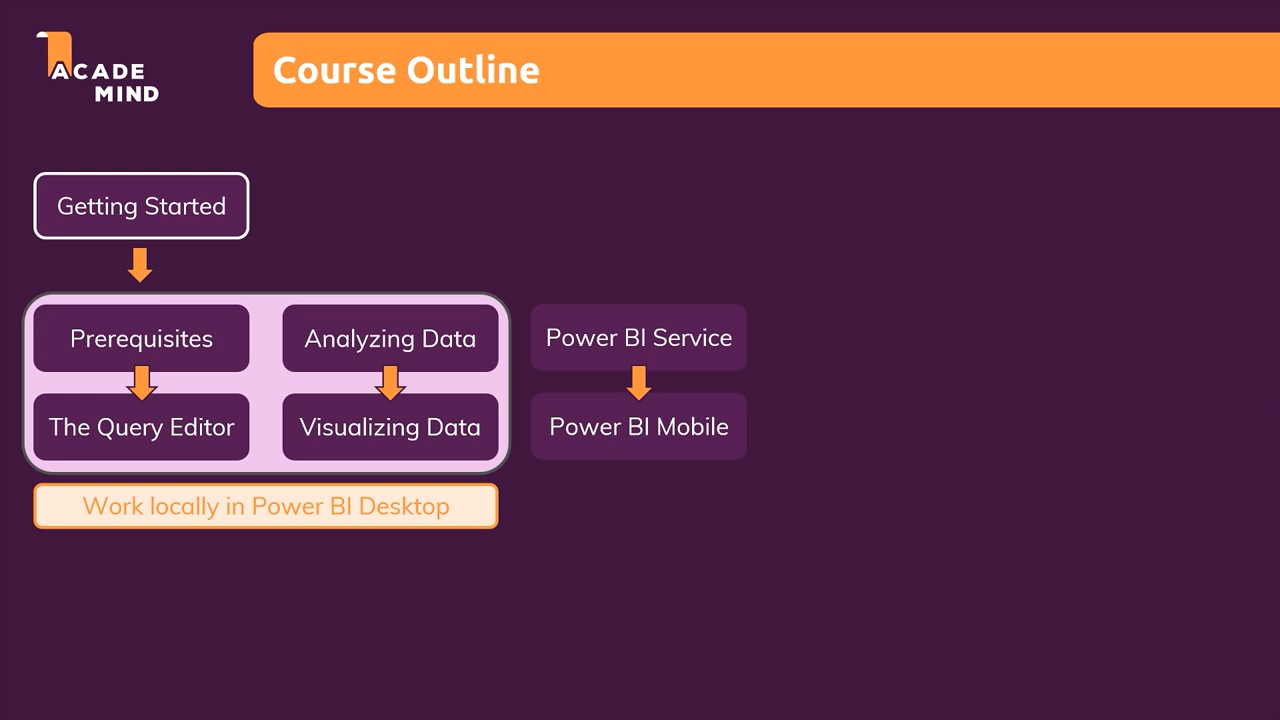 ACADE
MIND
Course Outline
Getting Started
Prerequisites
The Query Editor
Analyzing Data
Visualizing Data
Power BI Service
Power BI Mobile
Work locally in Power BI Desktop